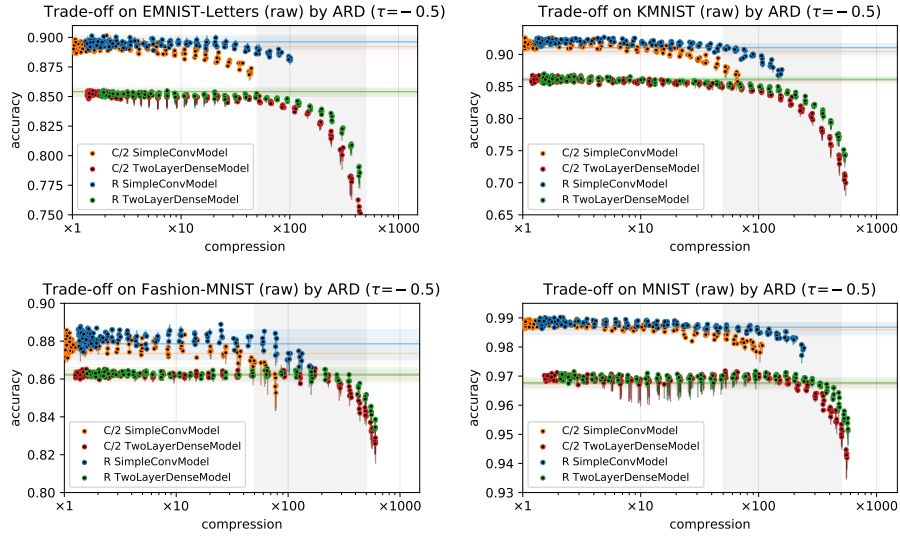 Trade-off on EMNIST-Letters (raw) by ARD (τ=−0.5)
0.900
0.875
0.850
0.825
0.800
0.775
0.750
accuracy
C/2 SimpleConvModel
C/2 TwoLayerDenseModel
R SimpleConvModel
R TwoLayerDenseModel
×1 ×10 ×100 ×1000
compression
Trade-off on KMNIST (raw) by ARD (τ=−0.5)
0.90
0.85
0.80
0.75
0.70
0.65
accuracy
C/2 SimpleConvModel
C/2 TwoLayerDenseModel
R SimpleConvModel
R TwoLayerDenseModel
×1 ×10 ×100 ×1000
compression
Trade-off on Fashion-MNIST (raw) by ARD (τ=−0.5)
0.90
0.88
0.86
0.84
0.82
0.80
accuracy
C/2 SimpleConvModel
C/2 TwoLayerDenseModel
R SimpleConvModel
R TwoLayerDenseModel
×1 ×10 ×100 ×1000
compression
Trade-off on MNIST (raw) by ARD (τ=−0.5)
0.99
0.98
0.97
0.96
0.95
0.94
0.93
accuracy
C/2 SimpleConvModel
C/2 TwoLayerDenseModel
R SimpleConvModel
R TwoLayerDenseModel
×1 ×10 ×100 ×1000
compression